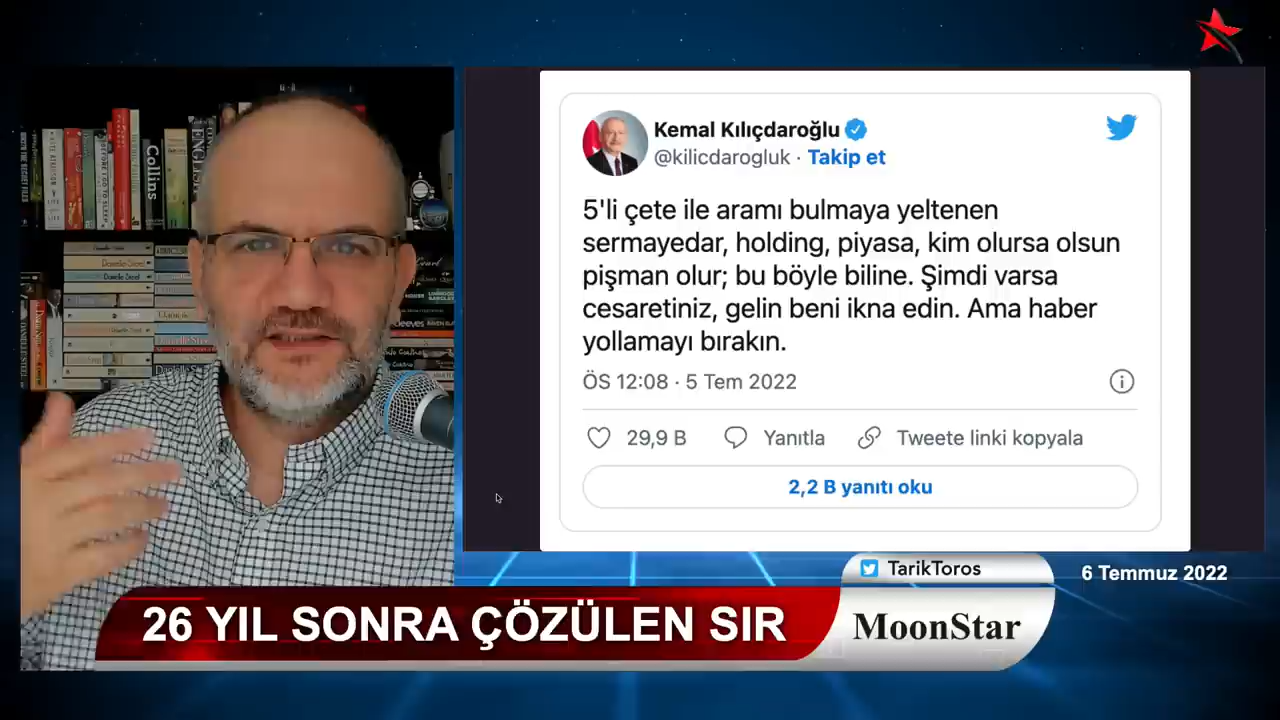 Kemal Kılıçdaroğlu
@kilicdarogluk · Takip et
5'li çete ile aramı bulmaya yeltenen
sermayedar, holding, piyasa, kim olursa olsun
pişman olur; bu böyle biline. Şimdi varsa
cesaretiniz, gelin beni ikna edin. Ama haber
yollamayı bırakın.
ÖS 12:08 · 5 Tem 2022
29,9 B Yanıtla Tweete linki kopyala
2,2 B yanıtı oku
Collins
Danielle Steel
TarikToros
6 Temmuz 2022
26 YIL SONRA ÇÖZÜLEN SIR
MoonStar